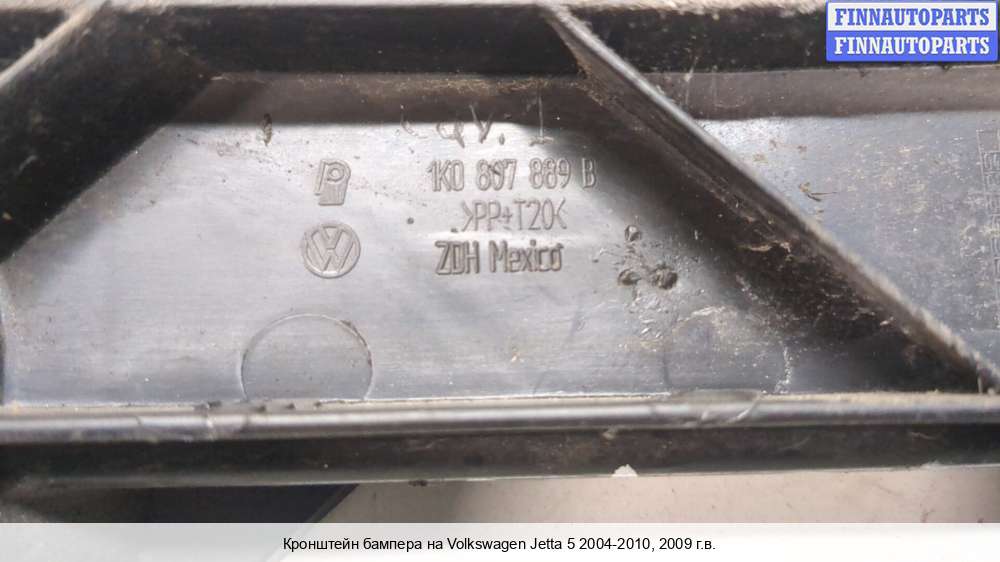 FINNAUTOPARTS
FINNAUTOPARTS
1K0 807 889 B
>PP+T20<
ZDH Mexico
Кронштейн бампера на Volkswagen Jetta 5 2004-2010, 2009 г.в.